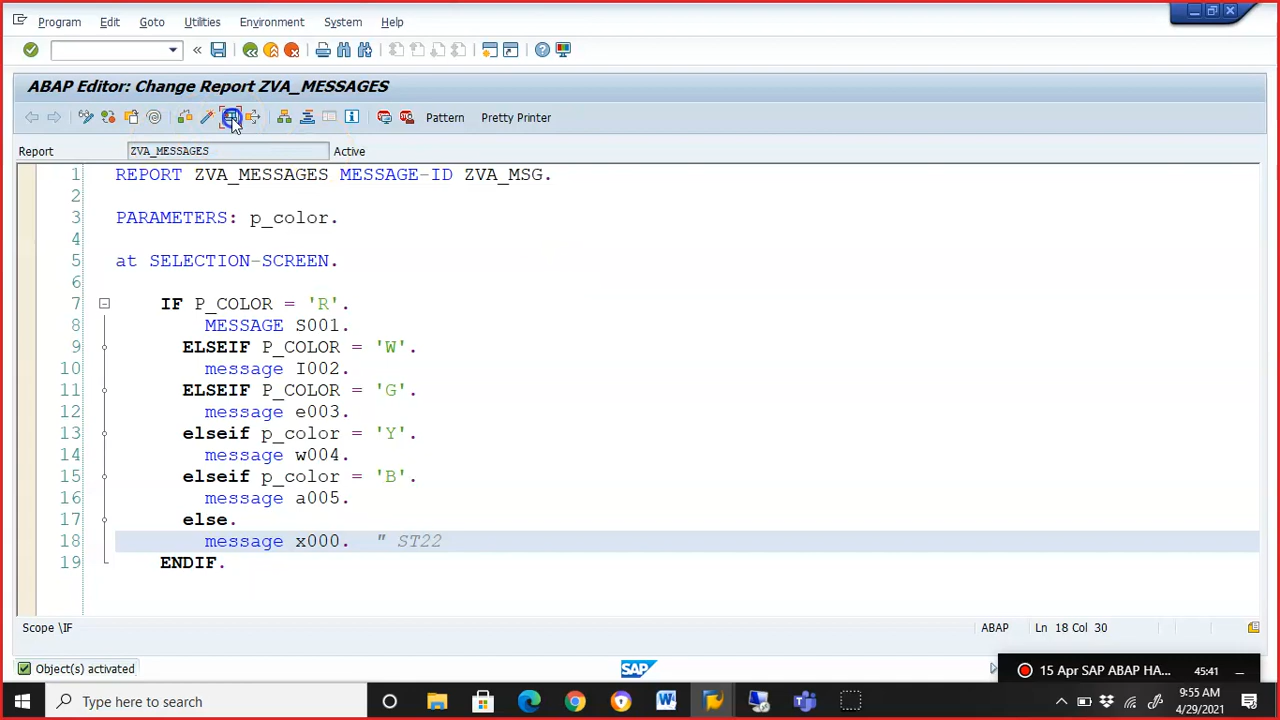 Program Edit Goto Utilities Environment System Help
ABAP Editor: Change Report ZVA_MESSAGES
Pattern Pretty Printer
Report ZVA_MESSAGES Active
1 REPORT ZVA_MESSAGES MESSAGE-ID ZVA_MSG.
2
3 PARAMETERS: p_color.
4
5 at SELECTION-SCREEN.
6
7 IF P_COLOR = 'R'.
8 MESSAGE S001.
9 ELSEIF P_COLOR = 'W'.
10 message I002.
11 ELSEIF P_COLOR = 'G'.
12 message e003.
13 elseif p_color = 'Y'.
14 message w004.
15 elseif p_color = 'B'.
16 message a005.
17 else.
18 message x000. " ST22
19 ENDIF.
Scope \IF ABAP Ln 18 Col 30
Object(s) activated SAP
15 Apr SAP ABAP HA... 45:41
Type here to search
9:55 AM
4/29/2021